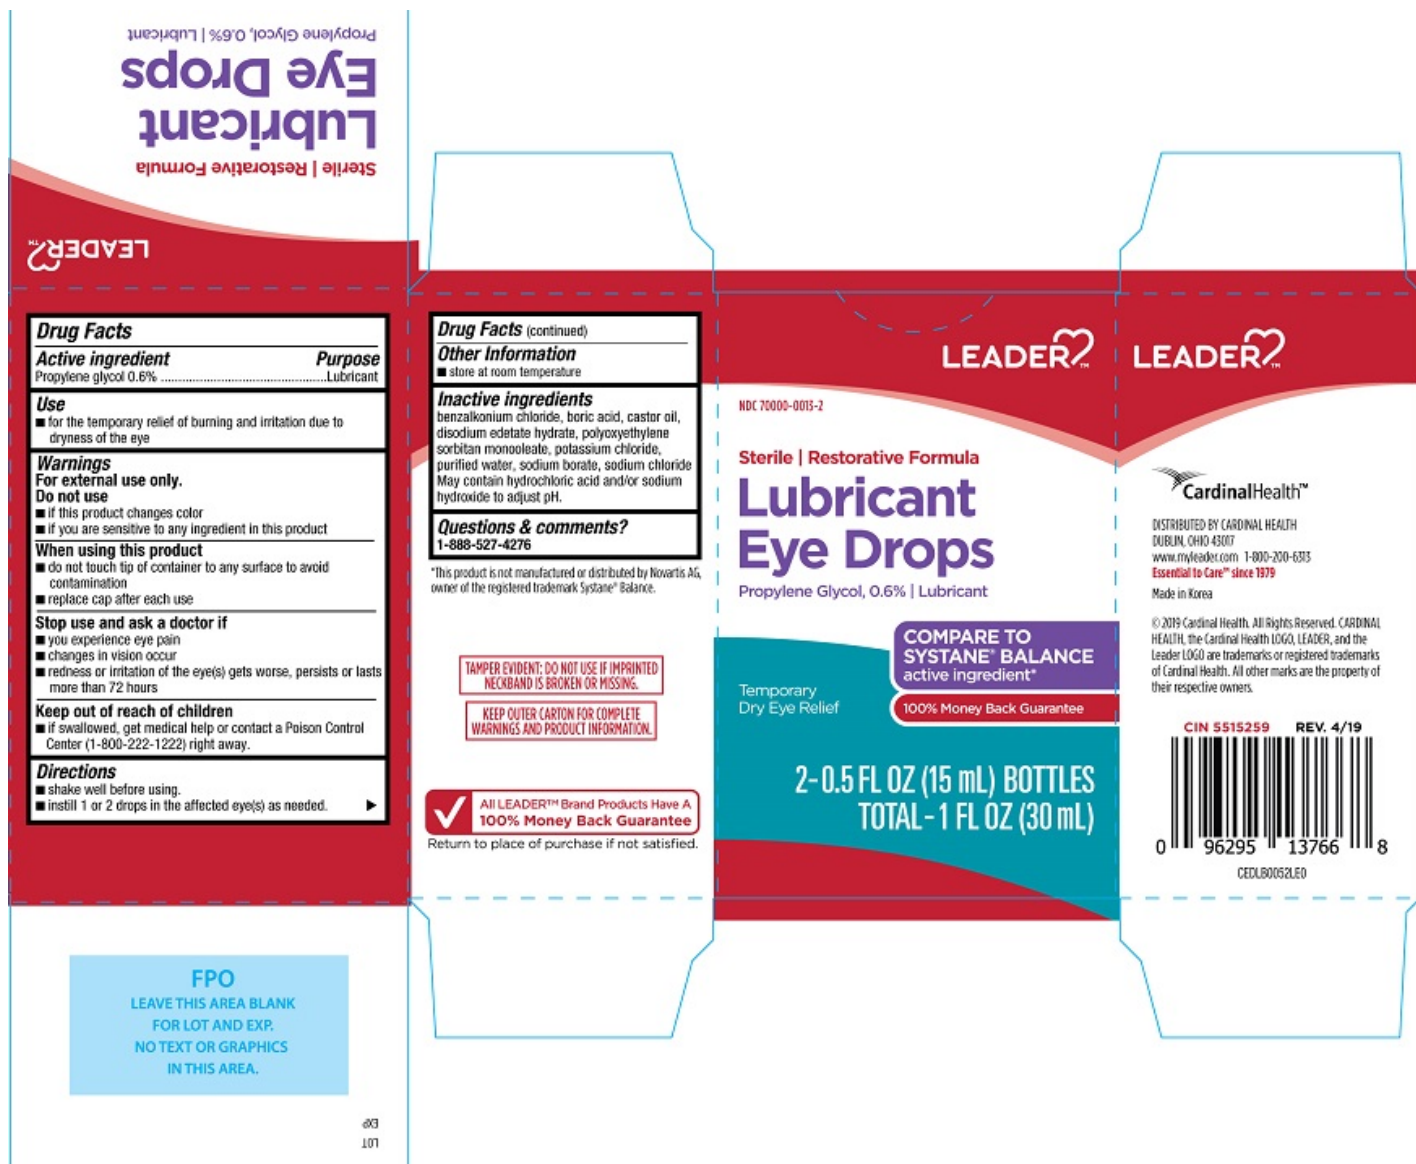 Propylene Glycol, 0.6% | Lubricant
Eye Drops
Lubricant
Sterile | Restorative Formula
LEADER™
Drug Facts
Active ingredient Purpose
Propylene glycol 0.6% ..................................................Lubricant
Use
■ for the temporary relief of burning and irritation due to
dryness of the eye
Warnings
For external use only.
Do not use
■ if this product changes color
■ if you are sensitive to any ingredient in this product
When using this product
■ do not touch tip of container to any surface to avoid
contamination
■ replace cap after each use
Stop use and ask a doctor if
■ you experience eye pain
■ changes in vision occur
■ redness or irritation of the eye(s) gets worse, persists or lasts
more than 72 hours
Keep out of reach of children
■ if swallowed, get medical help or contact a Poison Control
Center (1-800-222-1222) right away.
Directions
■ shake well before using.
■ instill 1 or 2 drops in the affected eye(s) as needed.
FPO
LEAVE THIS AREA BLANK
FOR LOT AND EXP.
NO TEXT OR GRAPHICS
IN THIS AREA.
EXP
LOT
Drug Facts (continued)
Other Information
■ store at room temperature
Inactive ingredients
benzalkonium chloride, boric acid, castor oil,
disodium edetate hydrate, polyoxyethylene
sorbitan monooleate, potassium chloride,
purified water, sodium borate, sodium chloride
May contain hydrochloric acid and/or sodium
hydroxide to adjust pH.
Questions & comments?
1-888-527-4276
*This product is not manufactured or distributed by Novartis AG,
owner of the registered trademark Systane® Balance.
TAMPER EVIDENT: DO NOT USE IF IMPRINTED
NECKBAND IS BROKEN OR MISSING.
KEEP OUTER CARTON FOR COMPLETE
WARNINGS AND PRODUCT INFORMATION.
All LEADER™ Brand Products Have A
100% Money Back Guarantee
Return to place of purchase if not satisfied.
LEADER™
NDC 70000-0013-2
Sterile | Restorative Formula
Lubricant
Eye Drops
Propylene Glycol, 0.6% | Lubricant
COMPARE TO
SYSTANE® BALANCE
active ingredient*
100% Money Back Guarantee
Temporary
Dry Eye Relief
2-0.5 FL OZ (15 mL) BOTTLES
TOTAL-1 FL OZ (30 mL)
LEADER™
CardinalHealth™
DISTRIBUTED BY CARDINAL HEALTH
DUBLIN, OHIO 43017
www.myleader.com 1-800-200-6313
Essential to Care™ since 1979
Made in Korea
© 2019 Cardinal Health. All Rights Reserved. CARDINAL
HEALTH, the Cardinal Health LOGO, LEADER, and the
Leader LOGO are trademarks or registered trademarks
of Cardinal Health. All other marks are the property of
their respective owners.
CIN 5515259 REV. 4/19
0 96295 13766 8
CEDLB0052LE0